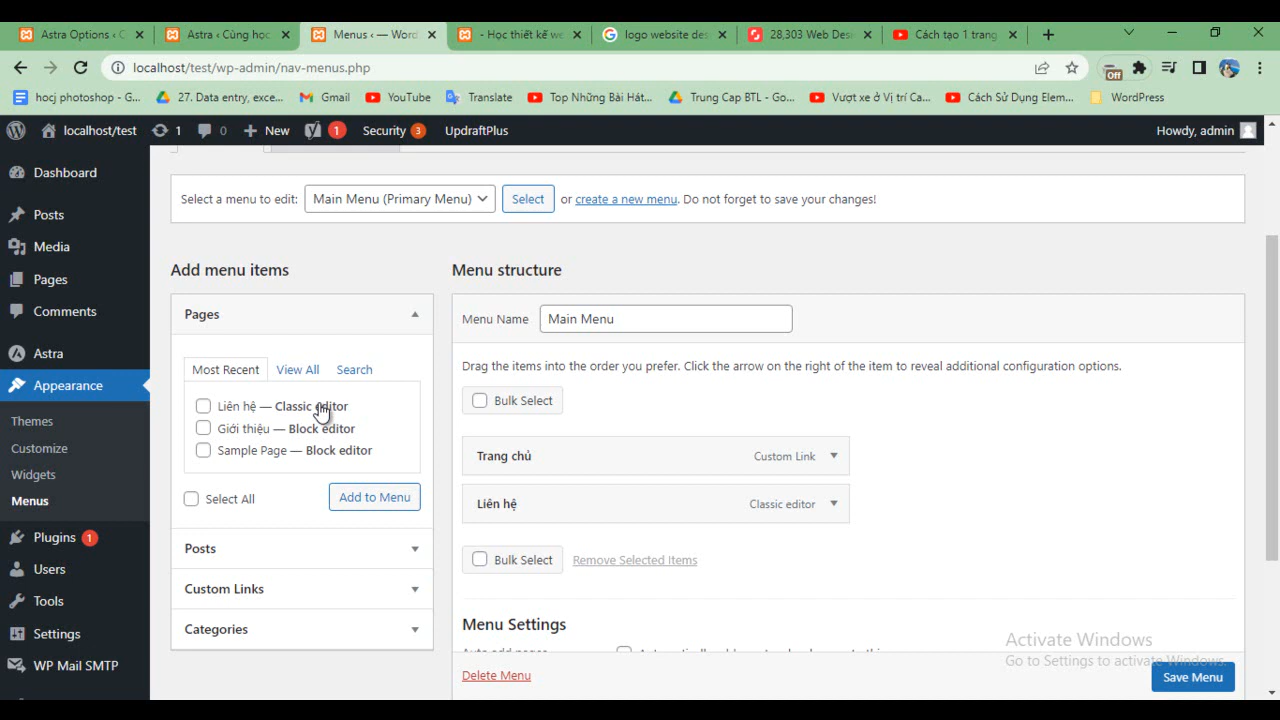 Astra Options ‹ C
Astra ‹ Cùng học
Menus ‹ — Word
- Học thiết kế we
logo website des
28,303 Web Desi
Cách tạo 1 trang
localhost/test/wp-admin/nav-menus.php
Off
hocj photoshop - G...
27. Data entry, exce...
Gmail
YouTube
Translate
Top Những Bài Hát...
Trung Cap BTL - Go...
Vượt xe ở Vị trí Ca...
Cách Sử Dụng Elem...
WordPress
localhost/test
1
0
New
1
Security 3
UpdraftPlus
Howdy, admin
Dashboard
Posts
Media
Pages
Comments
Astra
Appearance
Themes
Customize
Widgets
Menus
Plugins 1
Users
Tools
Settings
WP Mail SMTP
Select a menu to edit: Main Menu (Primary Menu) Select or create a new menu. Do not forget to save your changes!
Add menu items
Pages
Most Recent View All Search
Liên hệ — Classic editor
Giới thiệu — Block editor
Sample Page — Block editor
Select All Add to Menu
Posts
Custom Links
Categories
Menu structure
Menu Name Main Menu
Drag the items into the order you prefer. Click the arrow on the right of the item to reveal additional configuration options.
Bulk Select
Trang chủ Custom Link
Liên hệ Classic editor
Bulk Select Remove Selected Items
Menu Settings
Delete Menu
Save Menu
Activate Windows
Go to Settings to activate Windows.